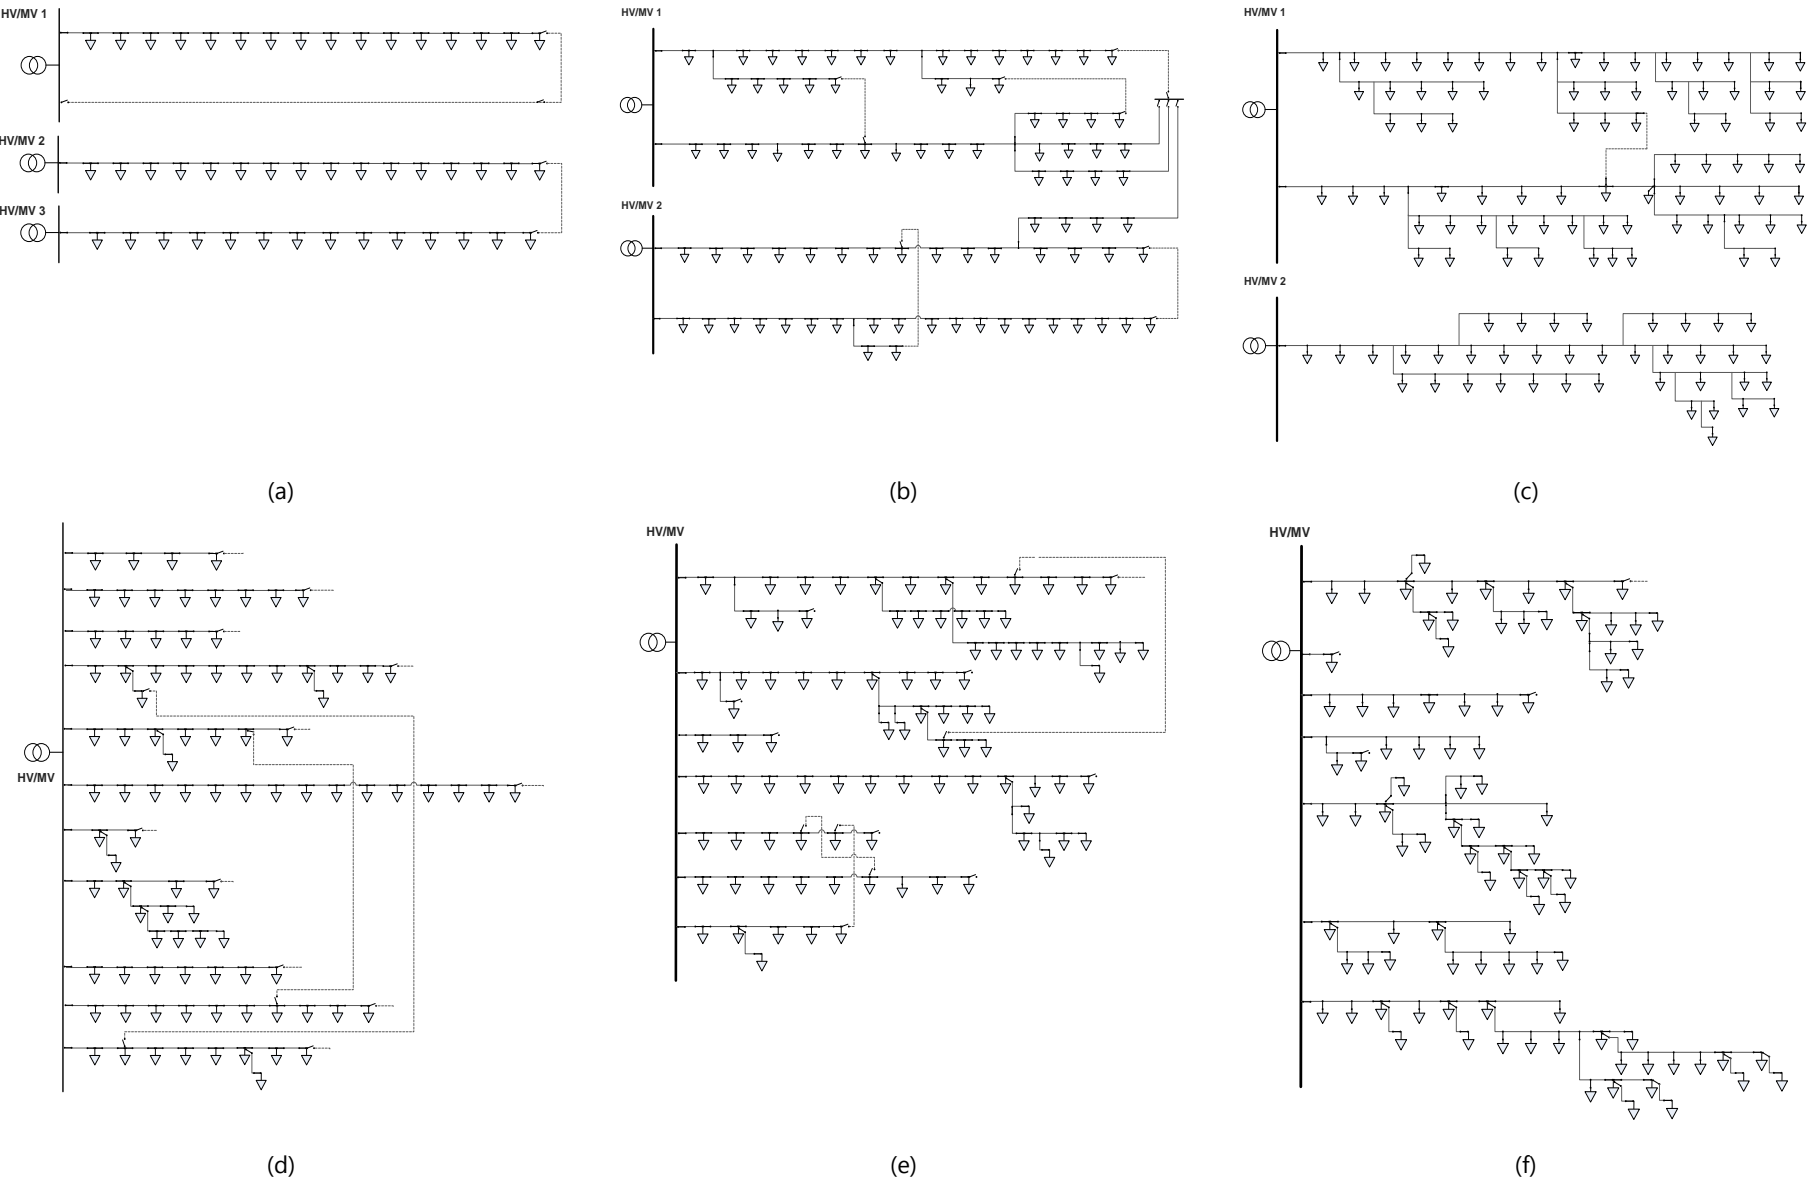 HV/MV 1
HV/MV 2
HV/MV 3
HV/MV 1
HV/MV 2
HV/MV 1
HV/MV 2
(a)
(b)
(c)
HV/MV
HV/MV
HV/MV
(d)
(e)
(f)